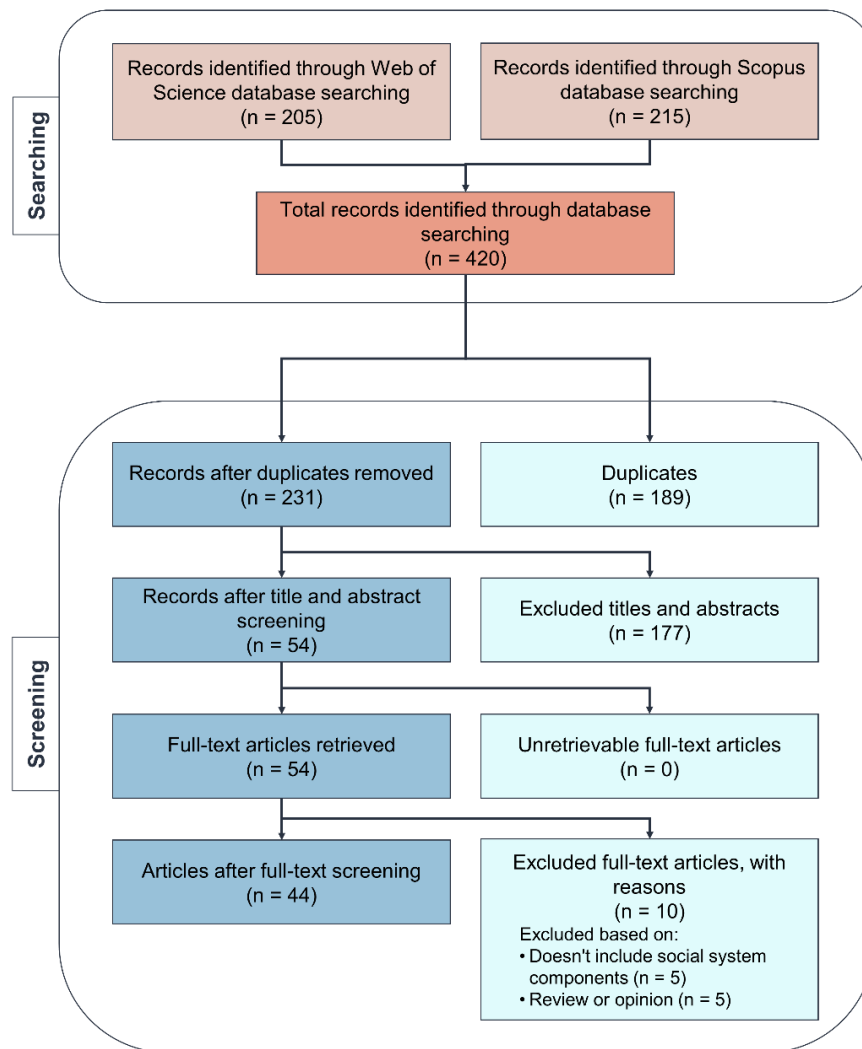 Searching
Records identified through Web of
Science database searching
(n = 205)
Records identified through Scopus
database searching
(n = 215)
Total records identified through database
searching
(n = 420)
Screening
Records after duplicates removed
(n = 231)
Duplicates
(n = 189)
Records after title and abstract
screening
(n = 54)
Excluded titles and abstracts
(n = 177)
Full-text articles retrieved
(n = 54)
Unretrievable full-text articles
(n = 0)
Articles after full-text screening
(n = 44)
Excluded full-text articles, with
reasons
(n = 10)
Excluded based on:
• Doesn't include social system
components (n = 5)
• Review or opinion (n = 5)